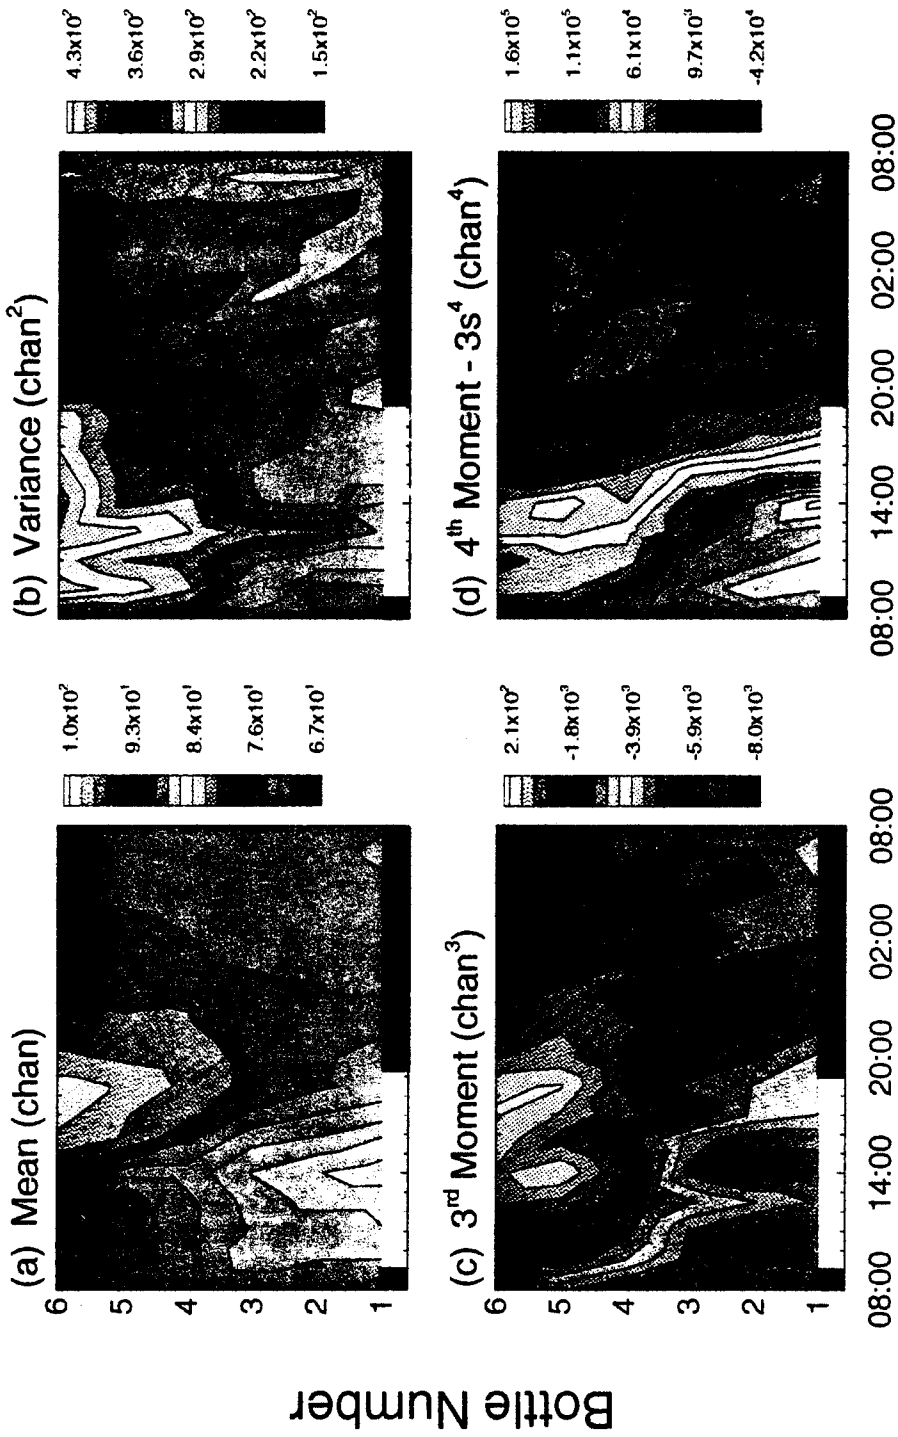 (a) Mean (chan)
1.0x10²
9.3x10¹
8.4x10¹
7.6x10¹
6.7x10¹
6
5
4
3
2
1
(b) Variance (chan²)
4.3x10²
3.6x10²
2.9x10²
2.2x10²
1.5x10²
(c) 3ʳᵈ Moment (chan³)
2.1x10²
-1.8x10³
-3.9x10³
-5.9x10³
-8.0x10³
6
5
4
3
2
1
08:00 14:00 20:00 02:00 08:00
(d) 4ᵗʰ Moment - 3s⁴ (chan⁴)
1.6x10⁵
1.1x10⁵
6.1x10⁴
9.7x10³
-4.2x10⁴
08:00 14:00 20:00 02:00 08:00
Bottle Number